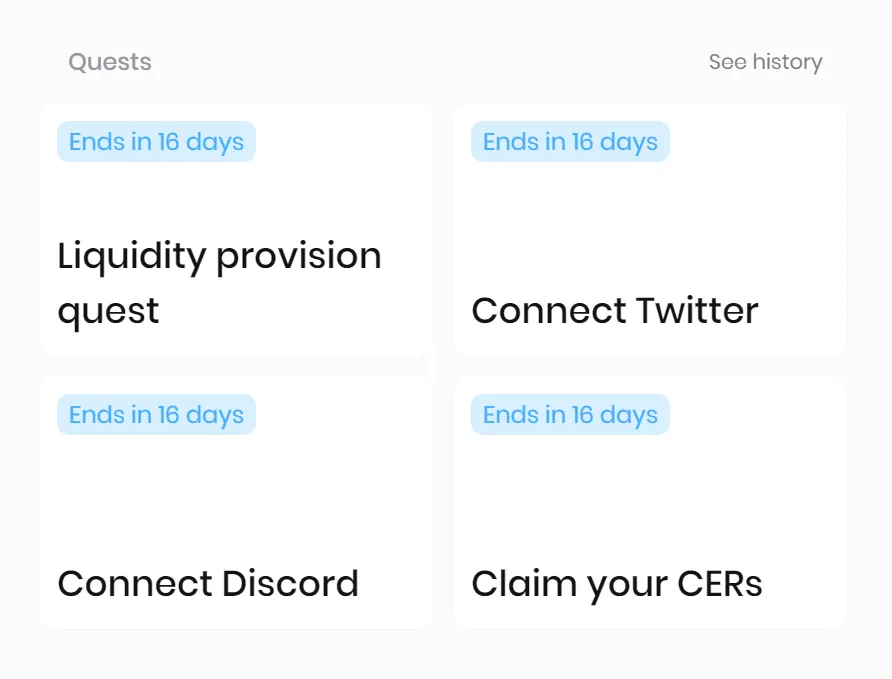 Quests
See history
Ends in 16 days
Ends in 16 days
Liquidity provision
quest
Connect Twitter
Ends in 16 days
Ends in 16 days
Connect Discord
Claim your CERs